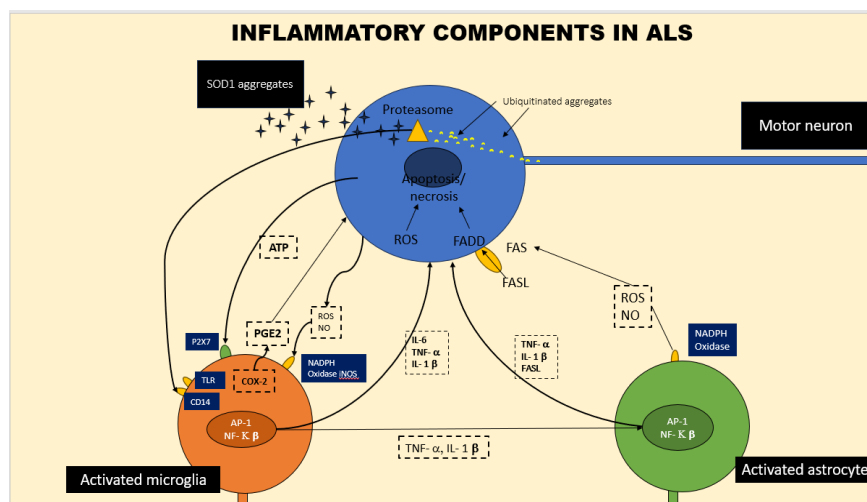 INFLAMMATORY COMPONENTS IN ALS
SOD1 aggregates
Proteasome
Ubiquitinated aggregates
Motor neuron
Apoptosis/
necrosis
ROS
FADD
FAS
FASL
ATP
PGE2
ROS
NO
ROS
NO
P2X7
TLR
CD14
COX-2
NADPH
Oxidase iNOS
IL-6
TNF- α
IL- 1 β
TNF- α
IL- 1 β
FASL
NADPH
Oxidase
AP-1
NF- K β
AP-1
NF- K β
TNF- α, IL- 1 β
Activated microglia
Activated astrocyte